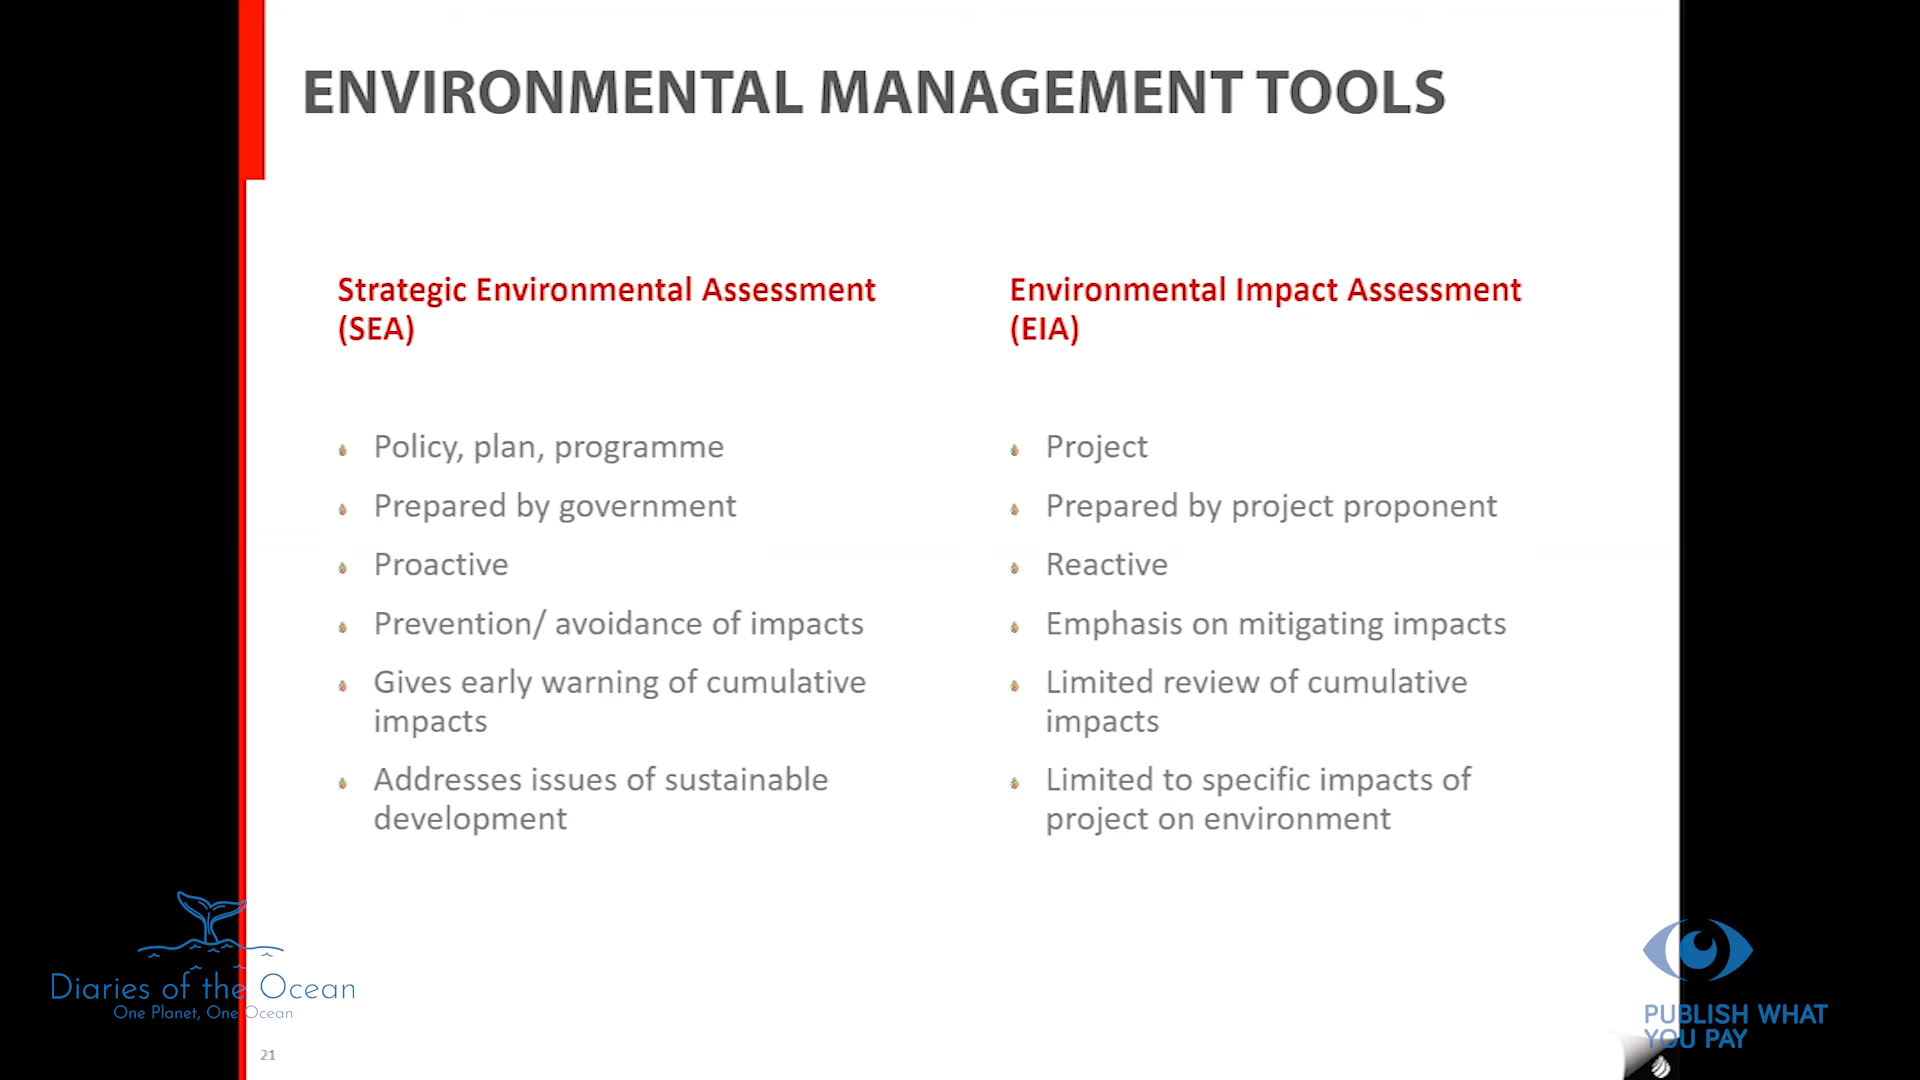 ENVIRONMENTAL MANAGEMENT TOOLS
Strategic Environmental Assessment
(SEA)
Policy, plan, programme
Prepared by government
Proactive
Prevention/ avoidance of impacts
Gives early warning of cumulative
impacts
Addresses issues of sustainable
development
Environmental Impact Assessment
(EIA)
Project
Prepared by project proponent
Reactive
Emphasis on mitigating impacts
Limited review of cumulative
impacts
Limited to specific impacts of
project on environment
Diaries of the Ocean
One Planet, One Ocean
21
PUBLISH WHAT
YOU PAY